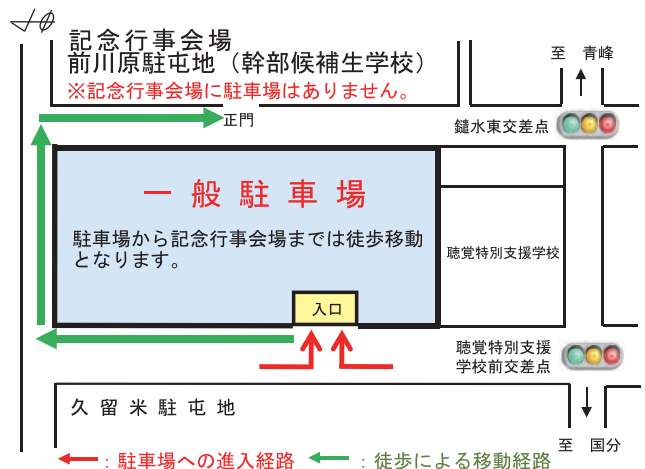 記念行事会場
前川原駐屯地（幹部候補生学校）
※記念行事会場に駐車場はありません。
正門
至　青峰
鑓水東交差点
一般駐車場
駐車場から記念行事会場までは徒歩移動
となります。
聴覚特別支援学校
入口
聴覚特別支援
学校前交差点
久留米駐屯地
至　国分
：駐車場への進入経路
：徒歩による移動経路